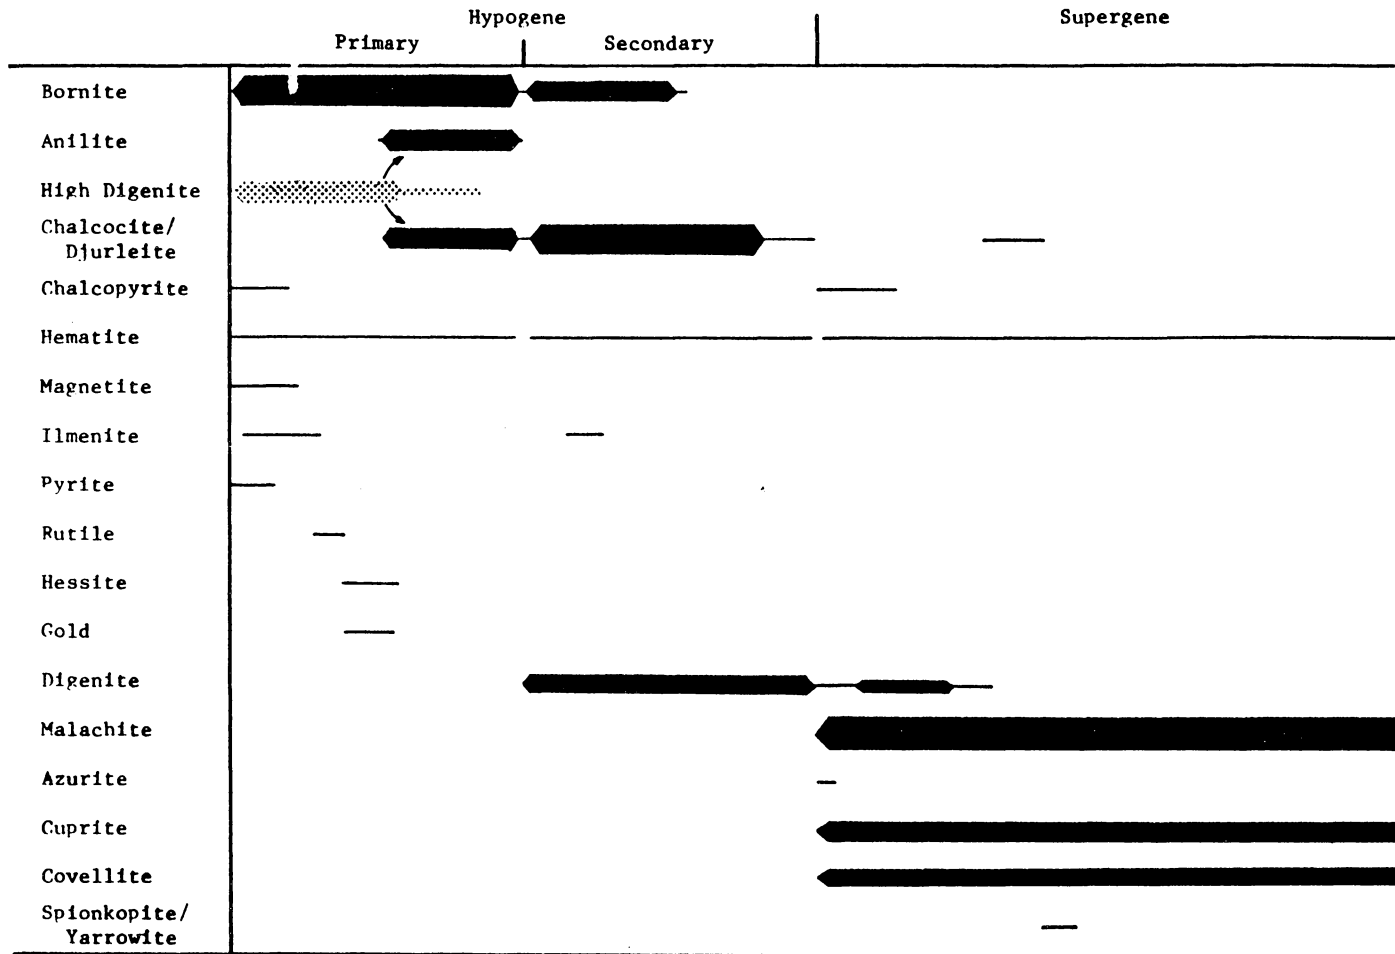 Hypogene
Supergene
Primary
Secondary
Bornite
Anilite
High Digenite
Chalcocite/
Djurleite
Chalcopyrite
Hematite
Magnetite
Ilmenite
Pyrite
Rutile
Hessite
Gold
Digenite
Malachite
Azurite
Cuprite
Covellite
Spionkopite/
Yarrowite